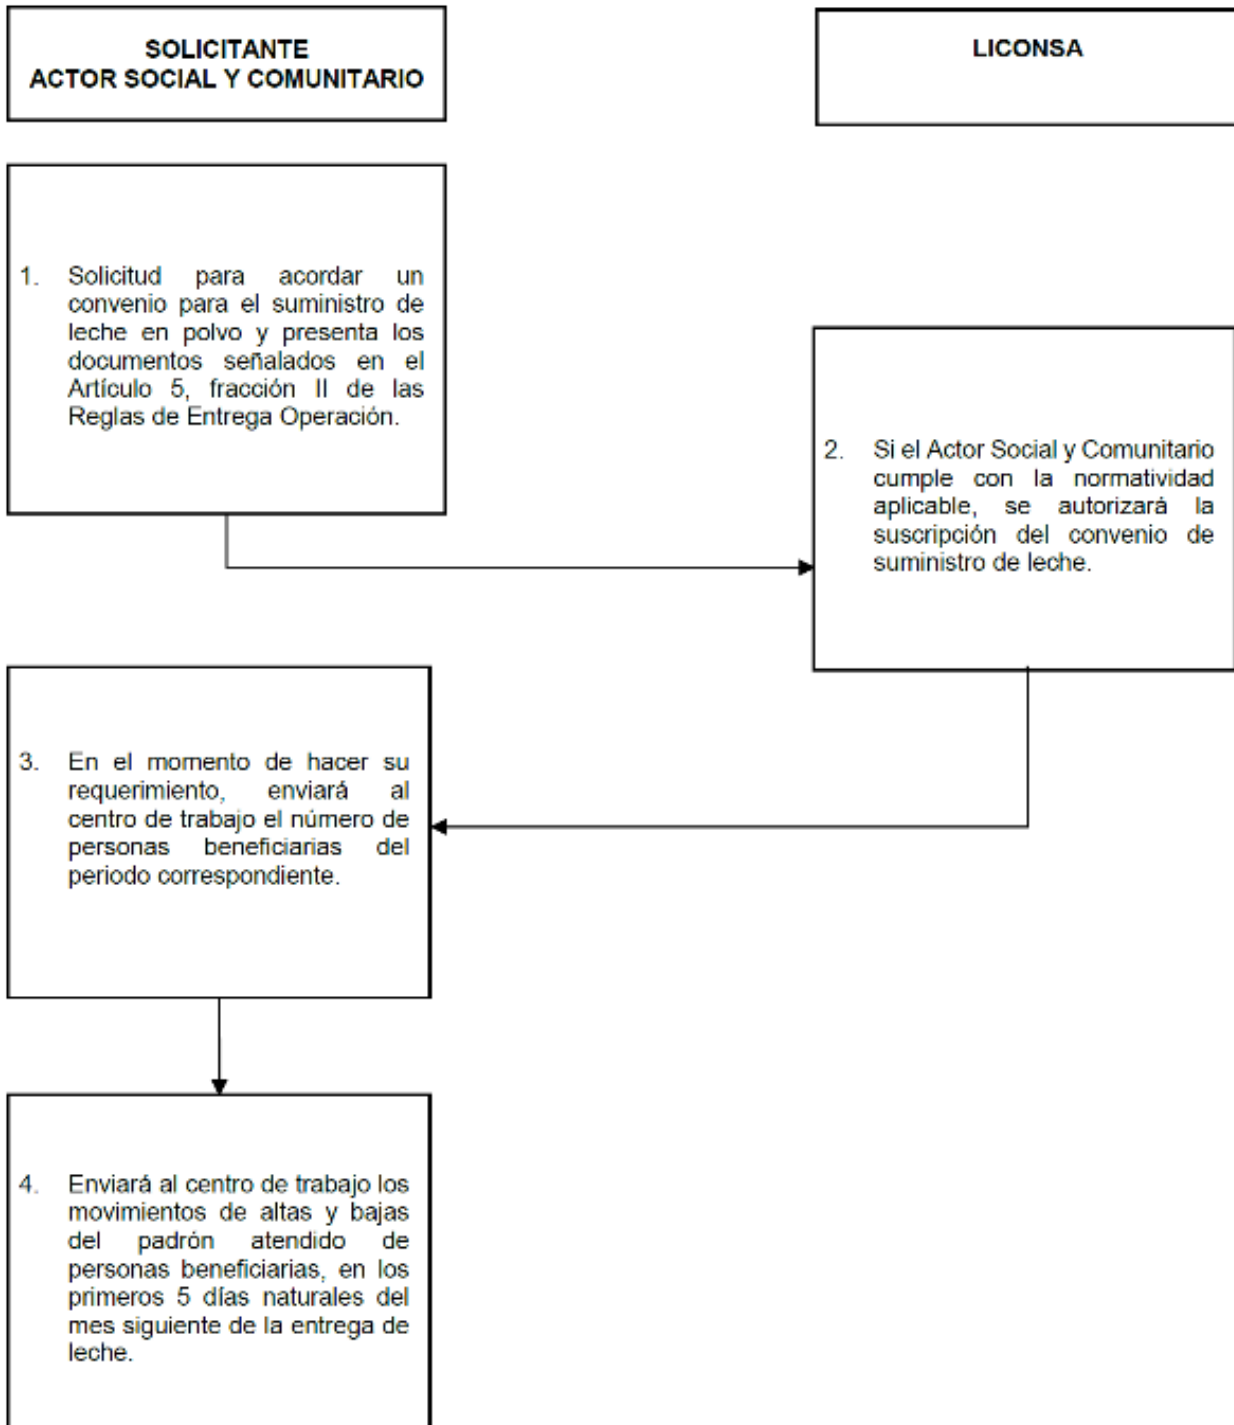 SOLICITANTE
ACTOR SOCIAL Y COMUNITARIO
LICONSA
1. Solicitud para acordar un
convenio para el suministro de
leche en polvo y presenta los
documentos señalados en el
Artículo 5, fracción II de las
Reglas de Entrega Operación.
2. Si el Actor Social y Comunitario
cumple con la normatividad
aplicable, se autorizará la
suscripción del convenio de
suministro de leche.
3. En el momento de hacer su
requerimiento, enviará al
centro de trabajo el número de
personas beneficiarias del
periodo correspondiente.
4. Enviará al centro de trabajo los
movimientos de altas y bajas
del padrón atendido de
personas beneficiarias, en los
primeros 5 días naturales del
mes siguiente de la entrega de
leche.